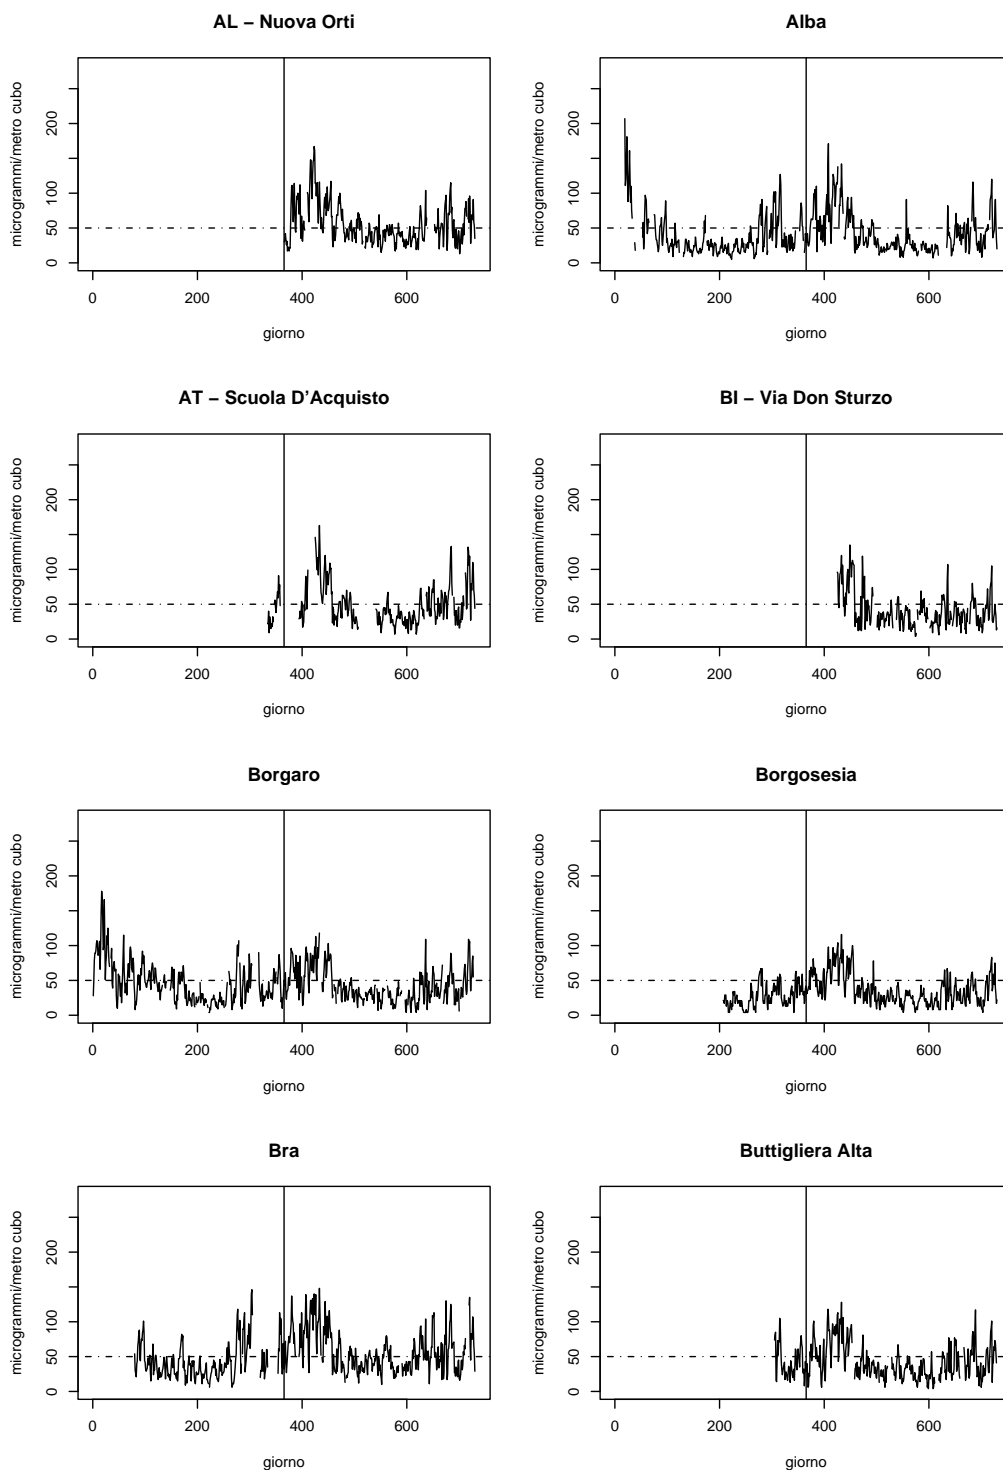 AL – Nuova Orti
microgrammi/metro cubo
0 50 100 200
0 200 400 600
giorno
Alba
microgrammi/metro cubo
0 50 100 200
0 200 400 600
giorno
AT – Scuola D'Acquisto
microgrammi/metro cubo
0 50 100 200
0 200 400 600
giorno
BI – Via Don Sturzo
microgrammi/metro cubo
0 50 100 200
0 200 400 600
giorno
Borgaro
microgrammi/metro cubo
0 50 100 200
0 200 400 600
giorno
Borgosesia
microgrammi/metro cubo
0 50 100 200
0 200 400 600
giorno
Bra
microgrammi/metro cubo
0 50 100 200
0 200 400 600
giorno
Buttigliera Alta
microgrammi/metro cubo
0 50 100 200
0 200 400 600
giorno